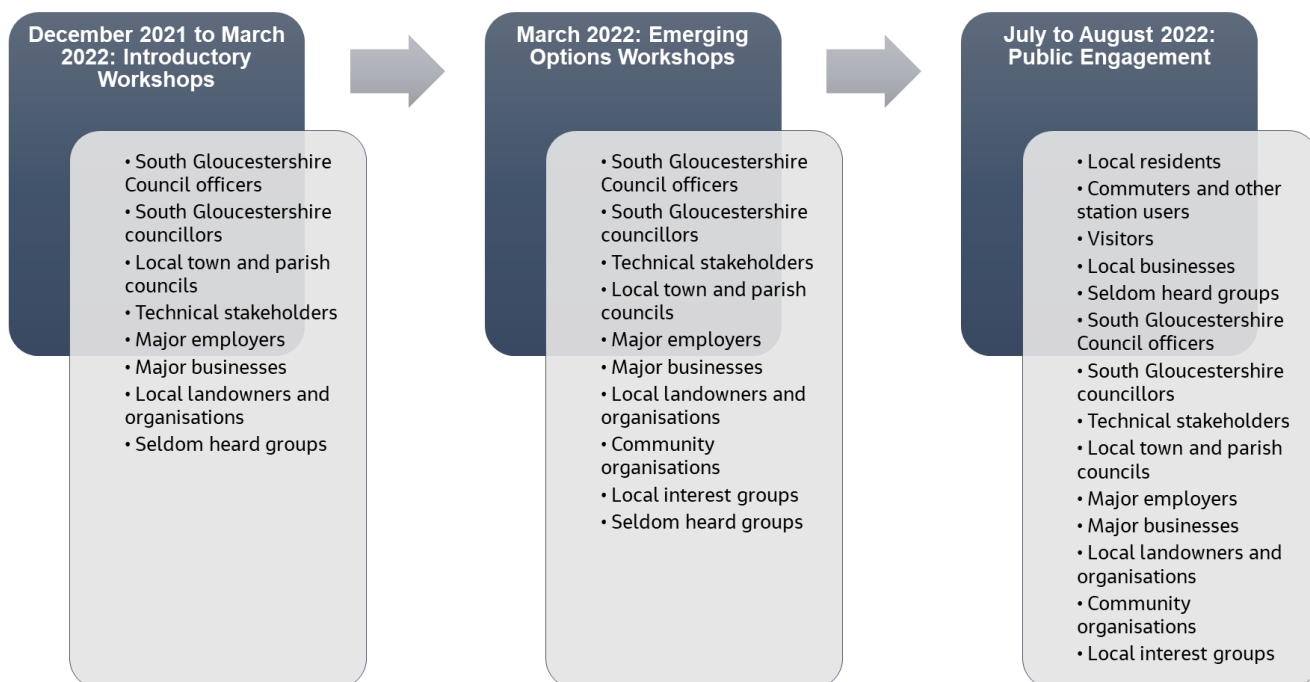 December 2021 to March
2022: Introductory
Workshops
• South Gloucestershire
Council officers
• South Gloucestershire
councillors
• Local town and parish
councils
• Technical stakeholders
• Major employers
• Major businesses
• Local landowners and
organisations
• Seldom heard groups
March 2022: Emerging
Options Workshops
• South Gloucestershire
Council officers
• South Gloucestershire
councillors
• Technical stakeholders
• Local town and parish
councils
• Major employers
• Major businesses
• Local landowners and
organisations
• Community
organisations
• Local interest groups
• Seldom heard groups
July to August 2022:
Public Engagement
• Local residents
• Commuters and other
station users
• Visitors
• Local businesses
• Seldom heard groups
• South Gloucestershire
Council officers
• South Gloucestershire
councillors
• Technical stakeholders
• Local town and parish
councils
• Major employers
• Major businesses
• Local landowners and
organisations
• Community
organisations
• Local interest groups